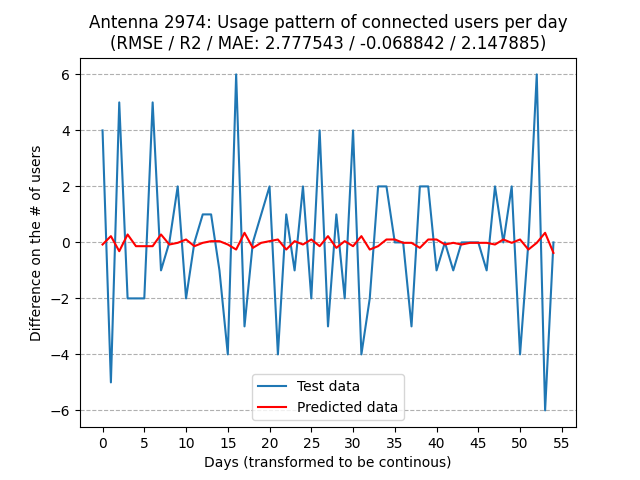 Antenna 2974: Usage pattern of connected users per day
(RMSE / R2 / MAE: 2.777543 / -0.068842 / 2.147885)
Difference on the # of users
6
4
2
0
−2
−4
−6
Test data
Predicted data
0 5 10 15 20 25 30 35 40 45 50 55
Days (transformed to be continous)